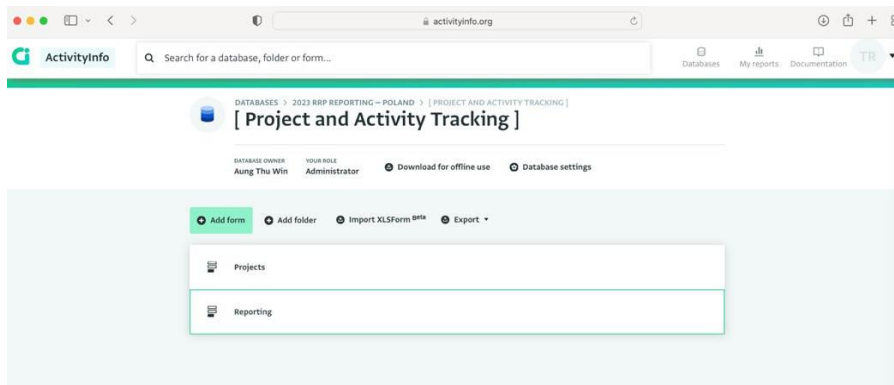 activityinfo.org
ActivityInfo
Search for a database, folder or form...
Databases
My reports
Documentation
TR
DATABASES > 2023 RRP REPORTING – POLAND > [ PROJECT AND ACTIVITY TRACKING ]
[ Project and Activity Tracking ]
DATABASE OWNER
Aung Thu Win
YOUR ROLE
Administrator
Download for offline use
Database settings
Add form
Add folder
Import XLSForm Beta
Export
Projects
Reporting